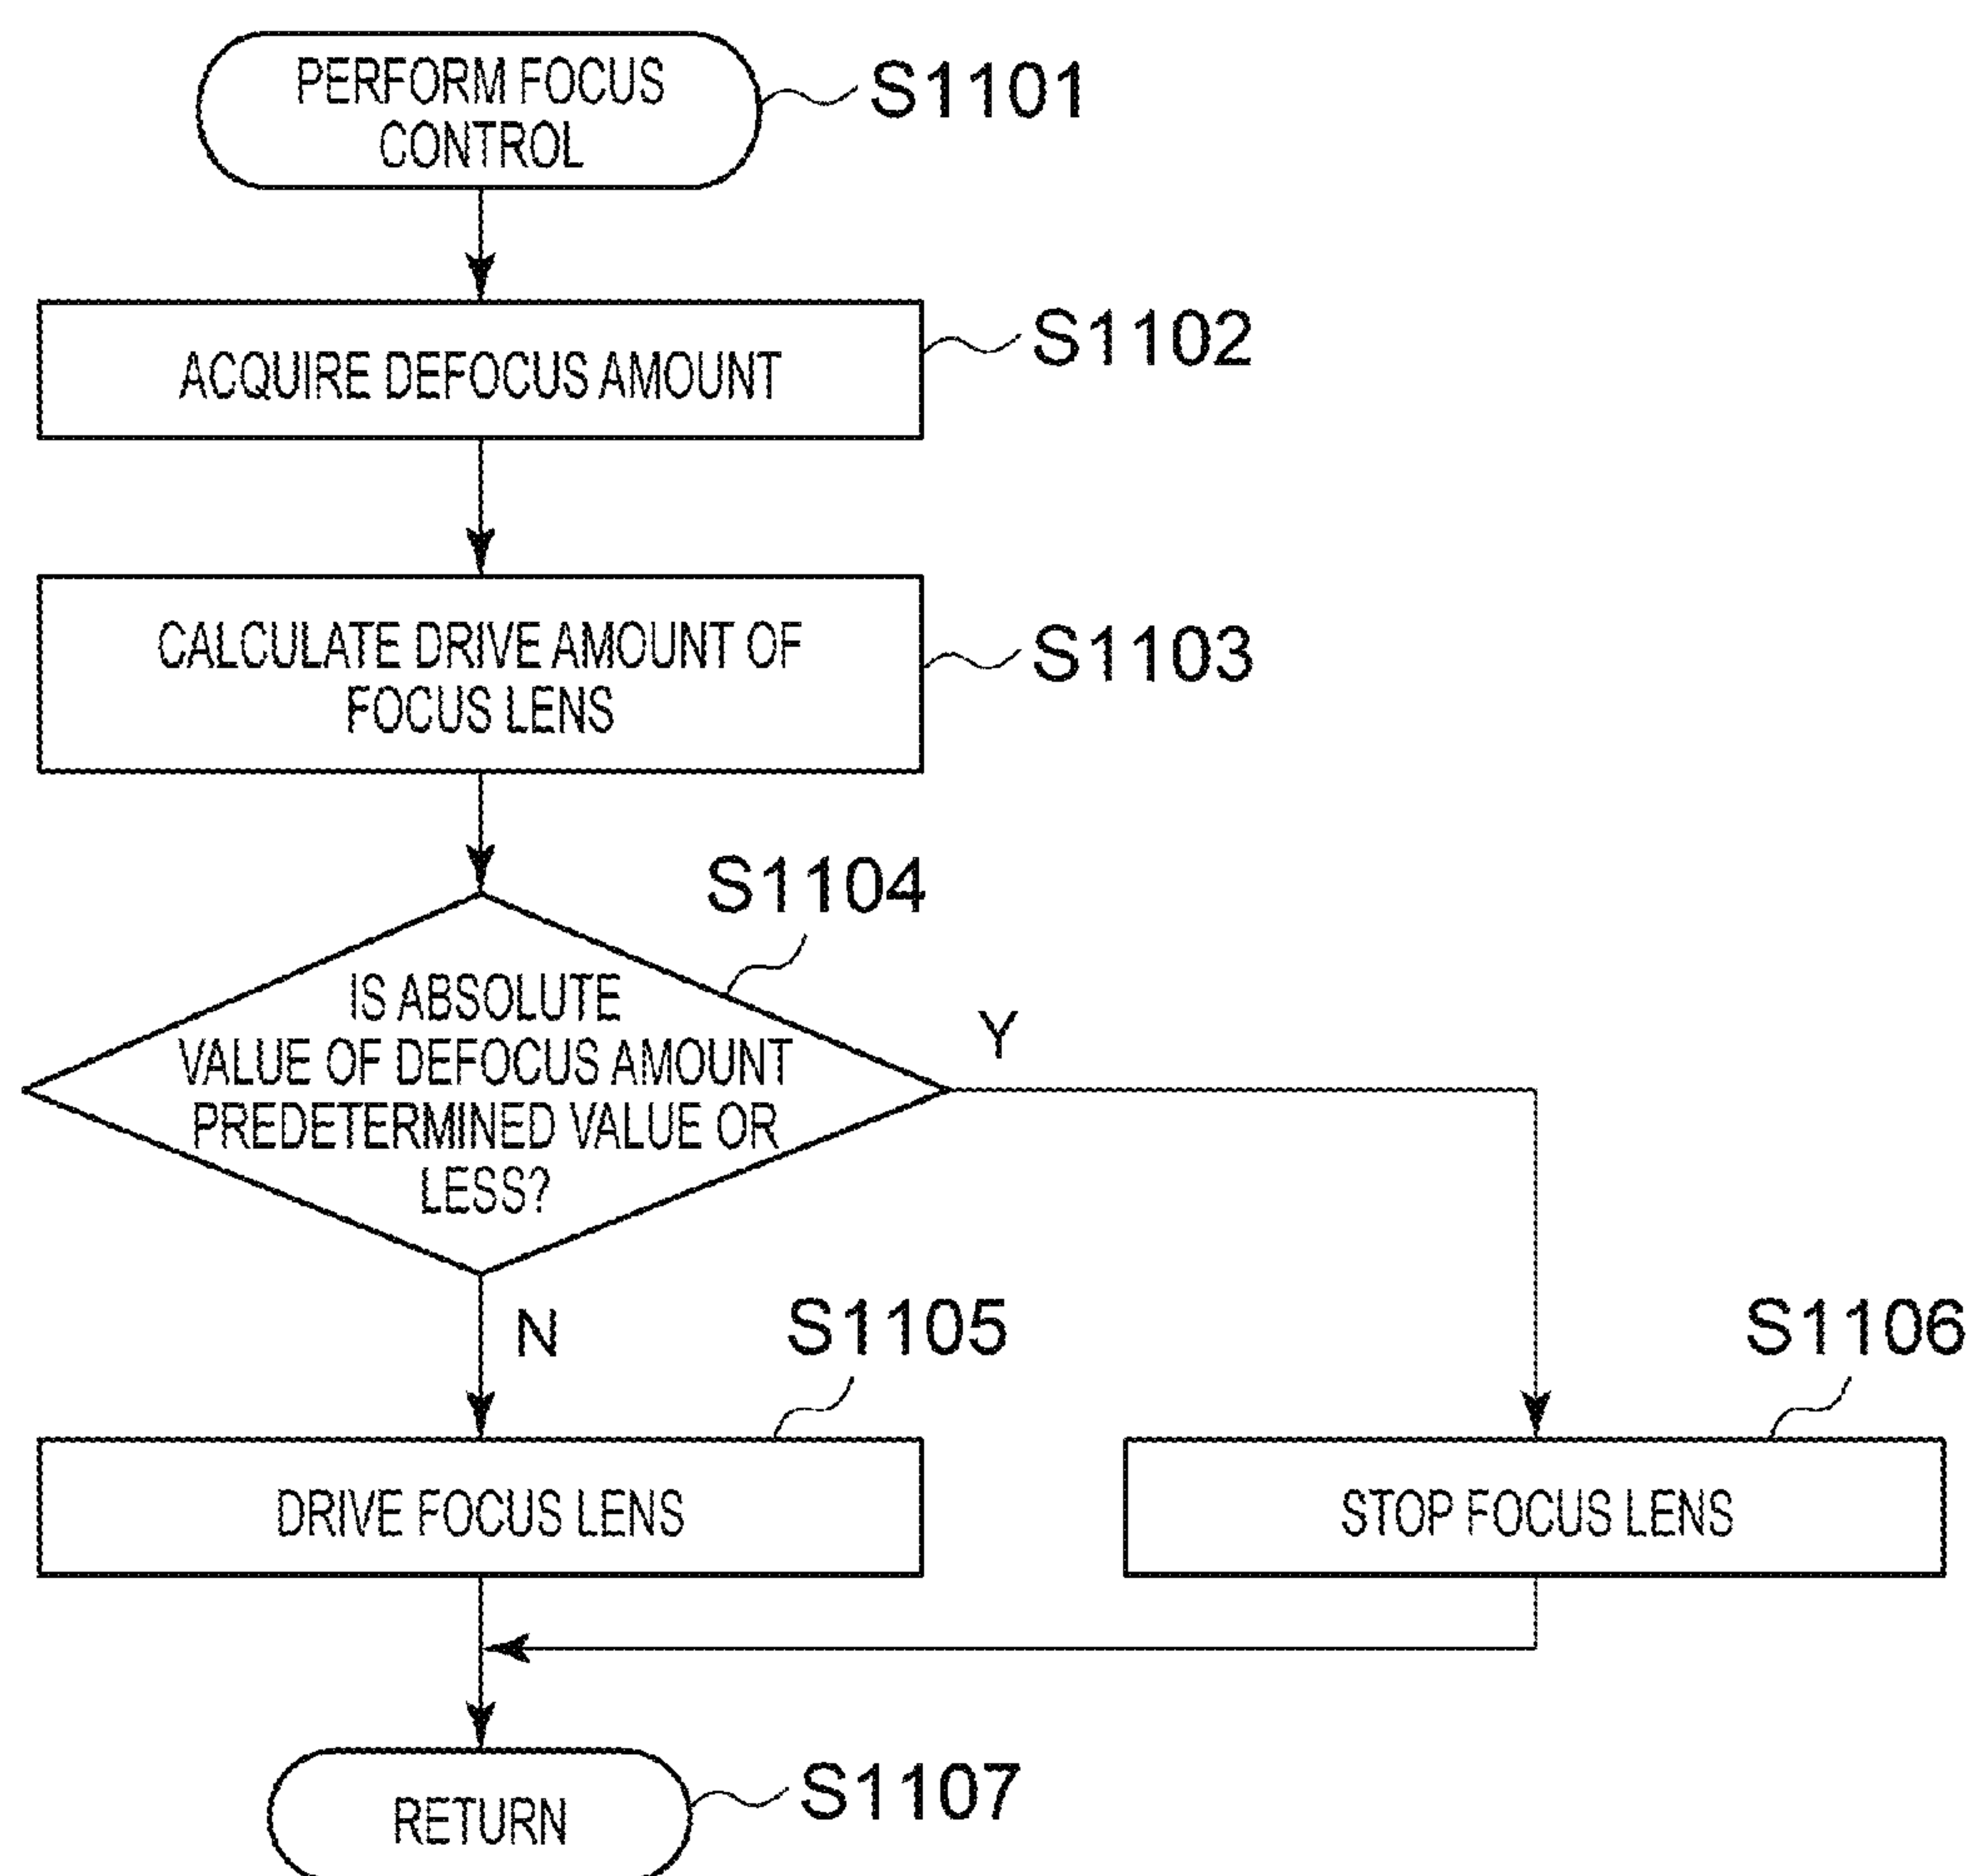 PERFORM FOCUS
CONTROL
S1101
ACQUIRE DEFOCUS AMOUNT
S1102
CALCULATE DRIVE AMOUNT OF
FOCUS LENS
S1103
S1104
IS ABSOLUTE
VALUE OF DEFOCUS AMOUNT
PREDETERMINED VALUE OR
LESS?
Y
N
S1105
DRIVE FOCUS LENS
S1106
STOP FOCUS LENS
RETURN
S1107